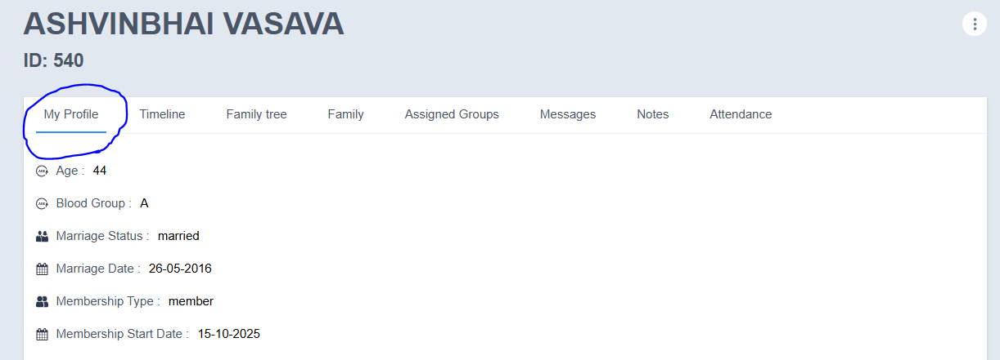 ASHVINBHAI VASAVA
ID: 540
My Profile Timeline Family tree Family Assigned Groups Messages Notes Attendance
Age : 44
Blood Group : A
Marriage Status : married
Marriage Date : 26-05-2016
Membership Type : member
Membership Start Date : 15-10-2025